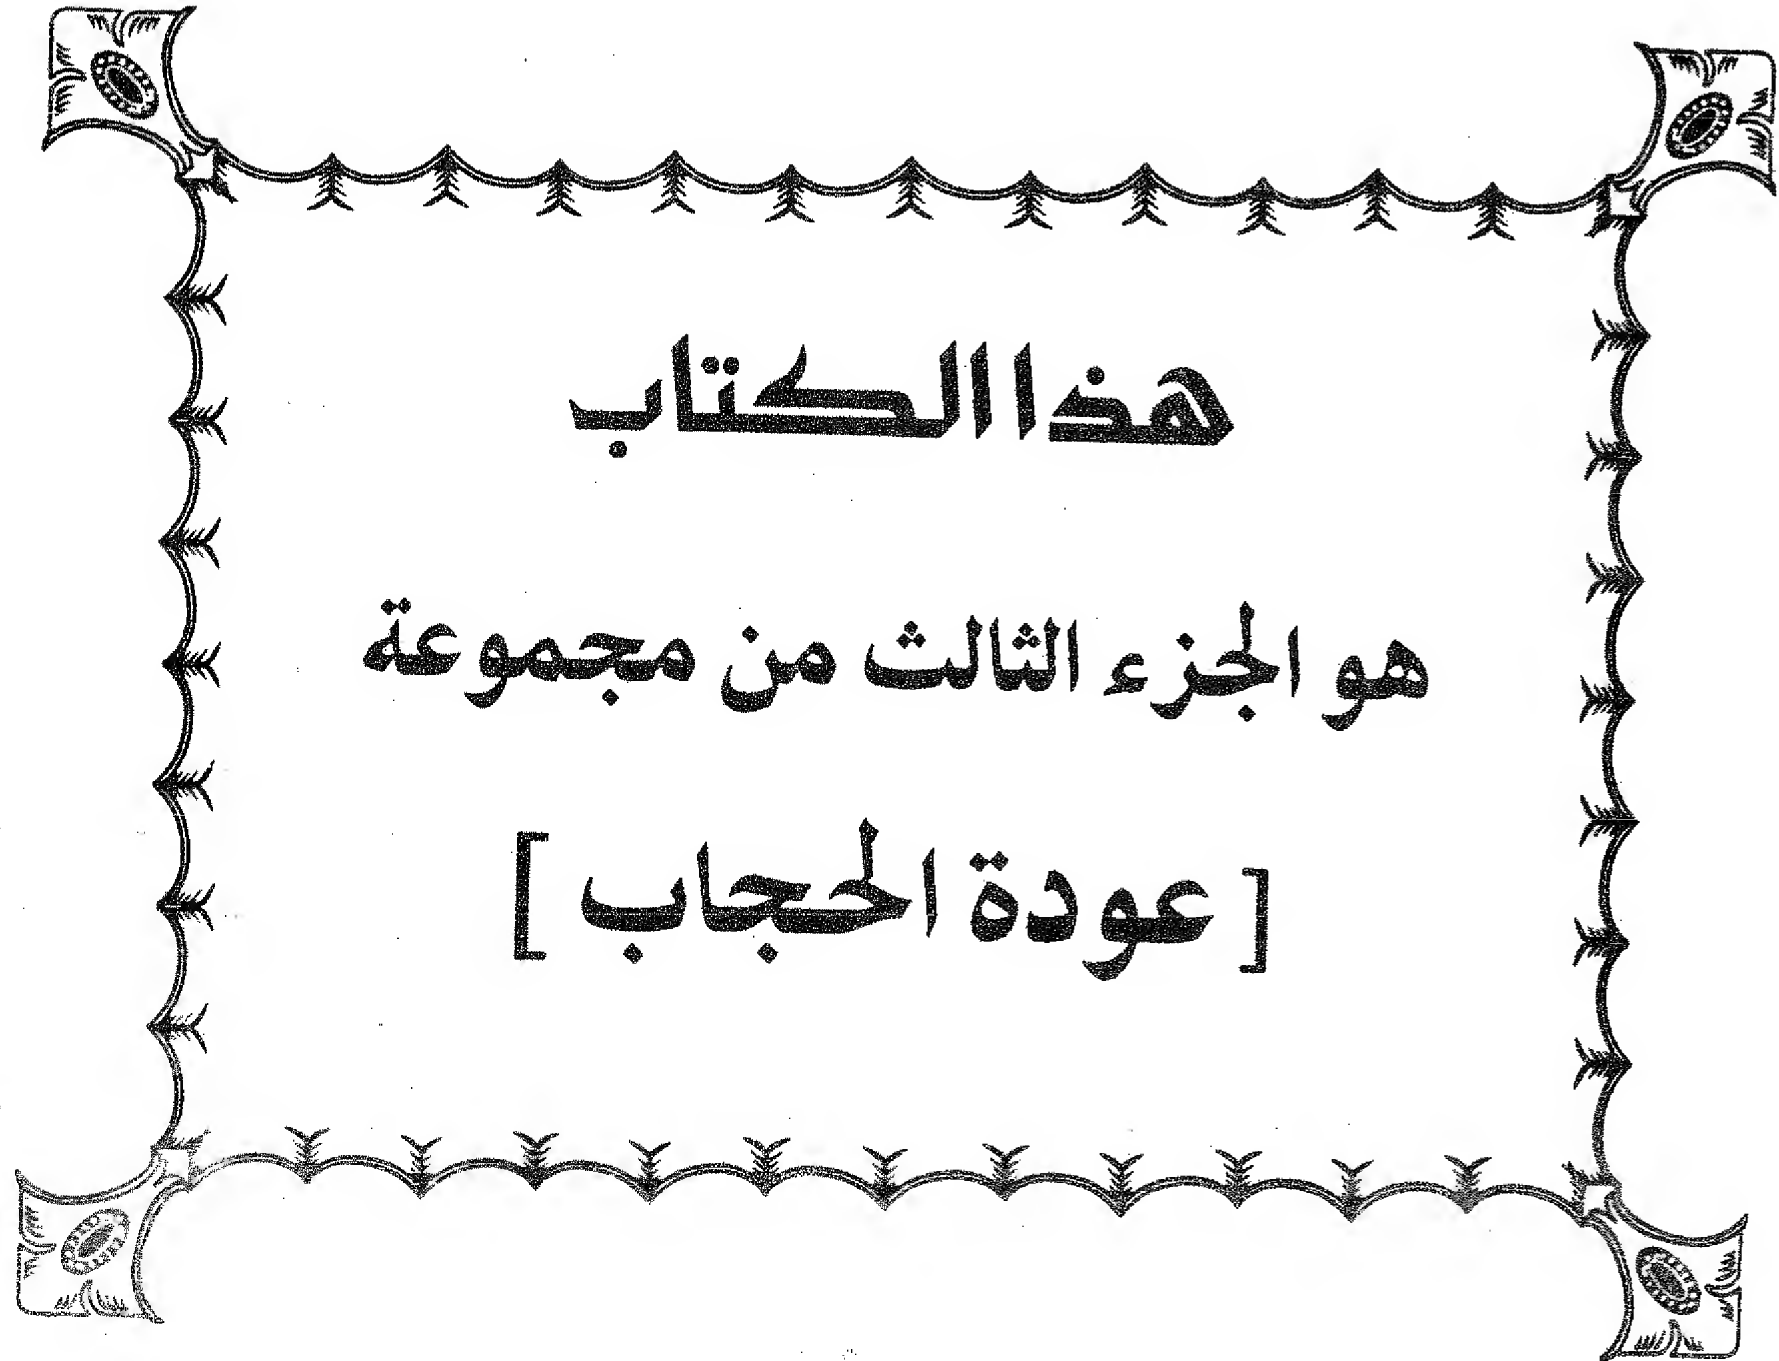 هذا الكتاب
هو الجزء الثالث من مجموعة
[ عودة الحجاب ]